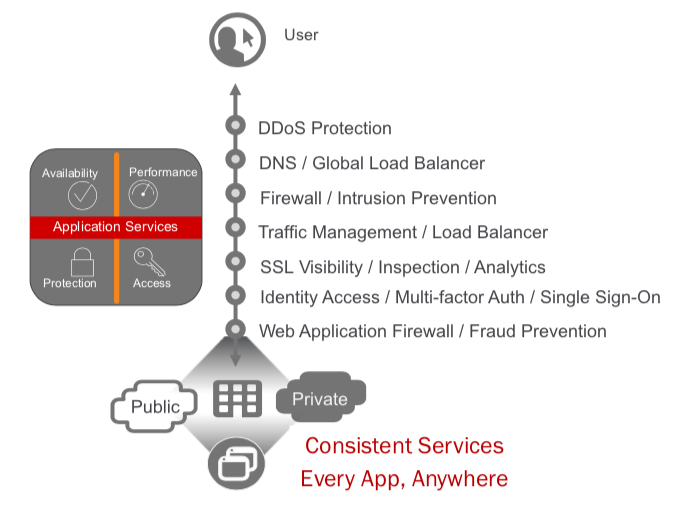 User
DDoS Protection
DNS / Global Load Balancer
Firewall / Intrusion Prevention
Traffic Management / Load Balancer
SSL Visibility / Inspection / Analytics
Identity Access / Multi-factor Auth / Single Sign-On
Web Application Firewall / Fraud Prevention
Availability
Performance
Application Services
Protection
Access
Public
Private
Consistent Services
Every App, Anywhere